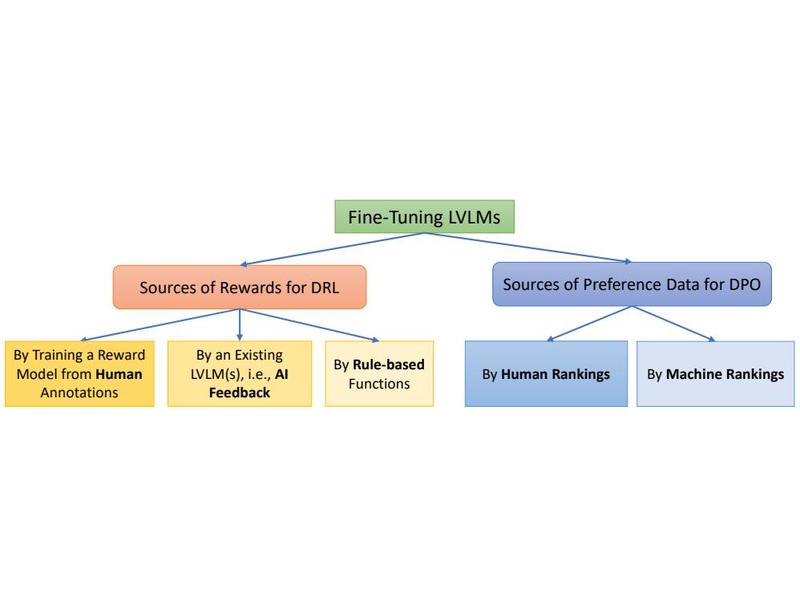 Fine-Tuning LVLMs
Sources of Rewards for DRL
Sources of Preference Data for DPO
By Training a Reward
Model from Human
Annotations
By an Existing
LVLM(s), i.e., AI
Feedback
By Rule-based
Functions
By Human Rankings
By Machine Rankings